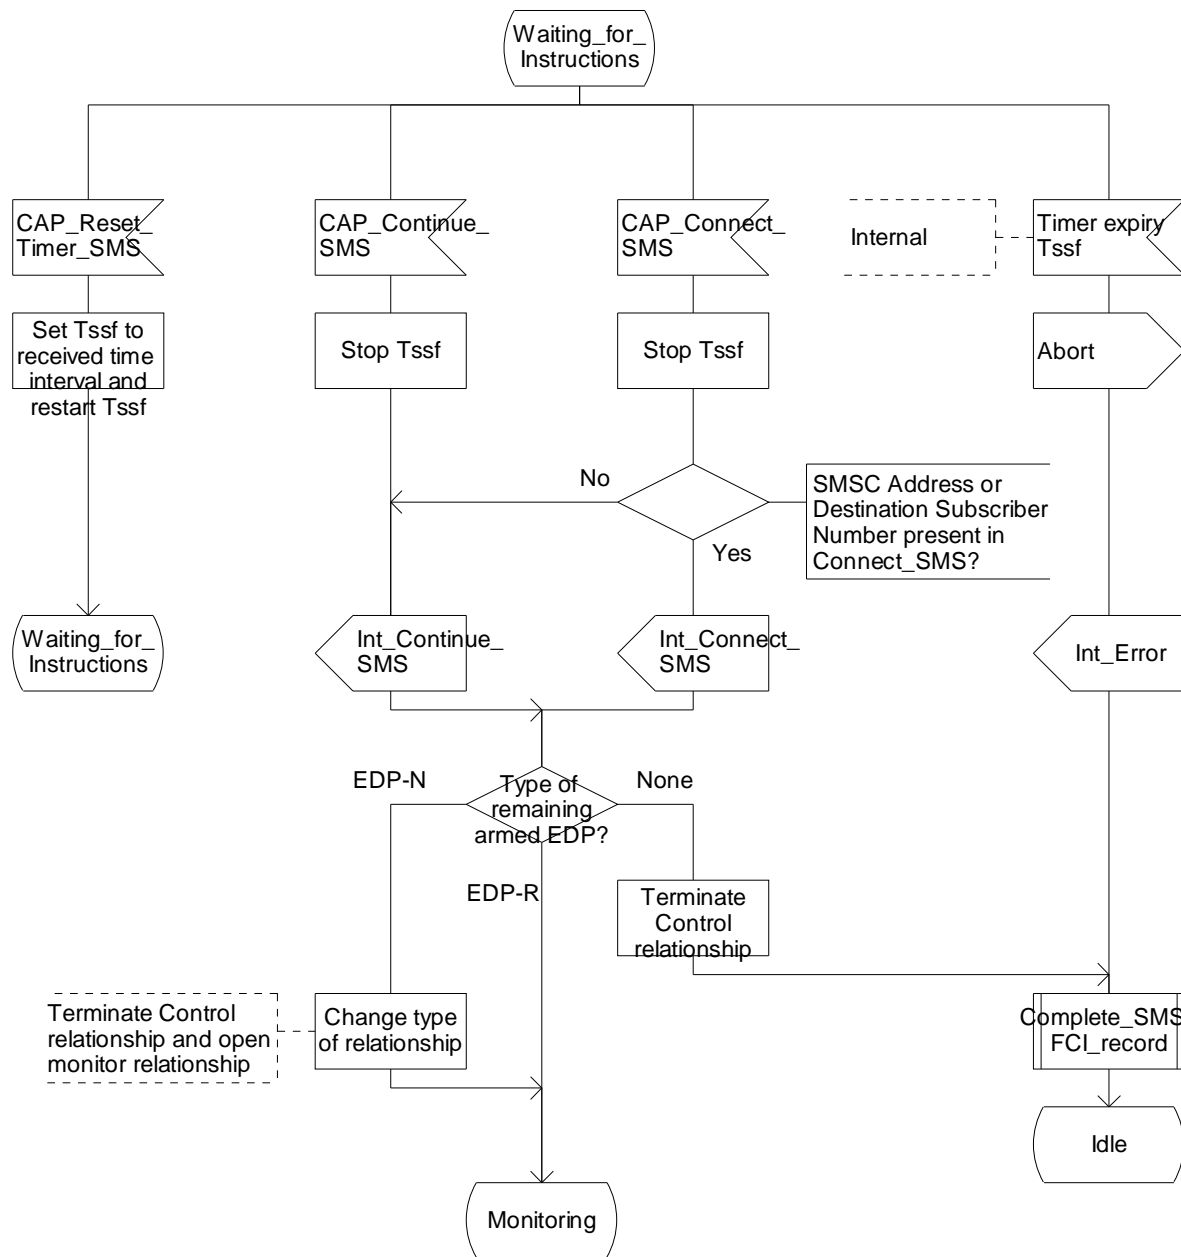 Waiting_for_
Instructions
CAP_Reset_
Timer_SMS
CAP_Continue_
SMS
CAP_Connect_
SMS
Internal
Timer expiry
Tssf
Set Tssf to
received time
interval and
restart Tssf
Stop Tssf
Stop Tssf
Abort
No
Yes
SMSC Address or
Destination Subscriber
Number present in
Connect_SMS?
Waiting_for_
Instructions
Int_Continue_
SMS
Int_Connect_
SMS
Int_Error
EDP-N
Type of
remaining
armed EDP?
None
EDP-R
Terminate
Control
relationship
Terminate Control
relationship and open
monitor relationship
Change type
of relationship
Complete_SMS
FCI_record
Idle
Monitoring